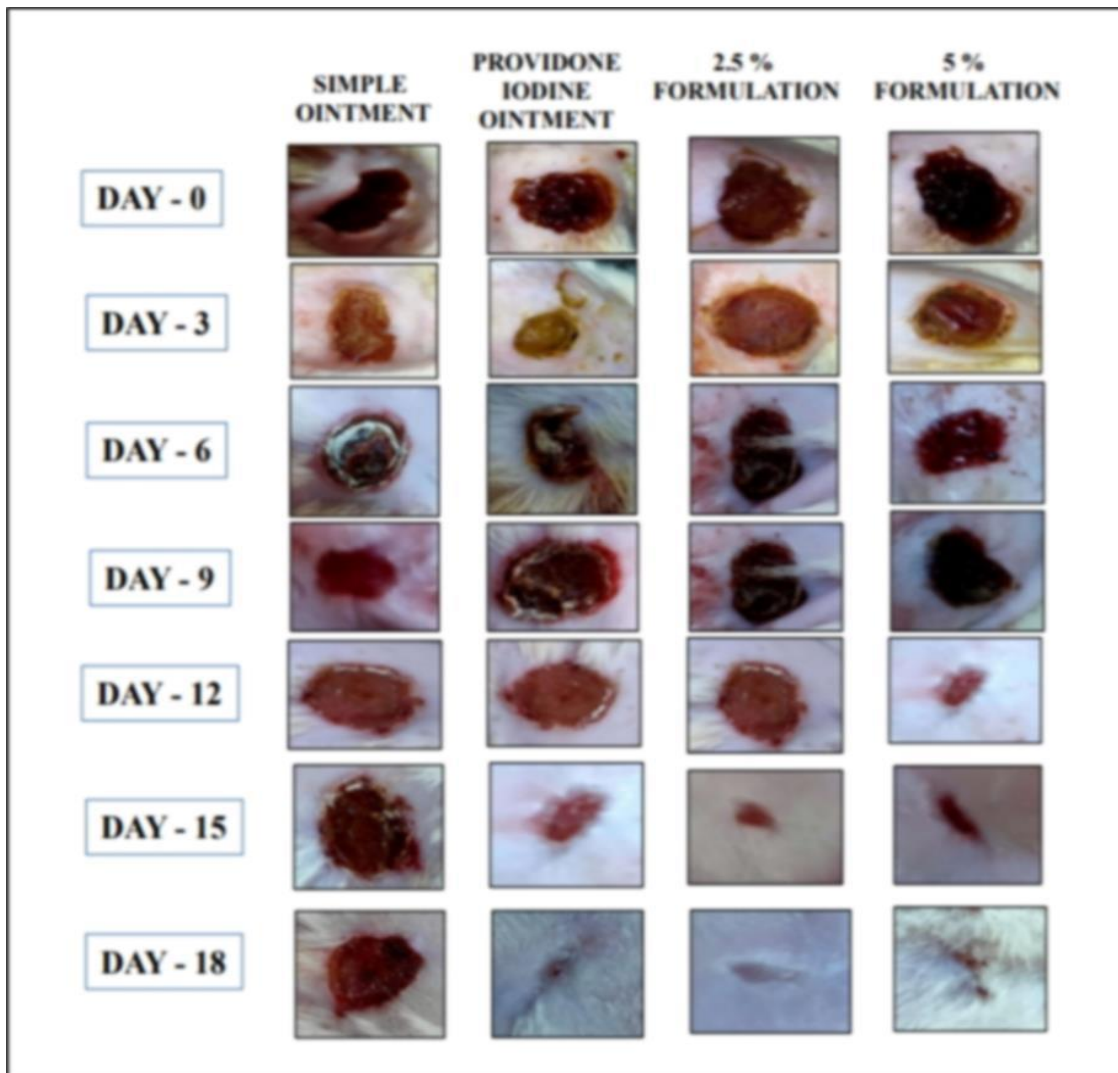 SIMPLE
OINTMENT
PROVIDONE
IODINE
OINTMENT
2.5 %
FORMULATION
5 %
FORMULATION
DAY - 0
DAY - 3
DAY - 6
DAY - 9
DAY - 12
DAY - 15
DAY - 18